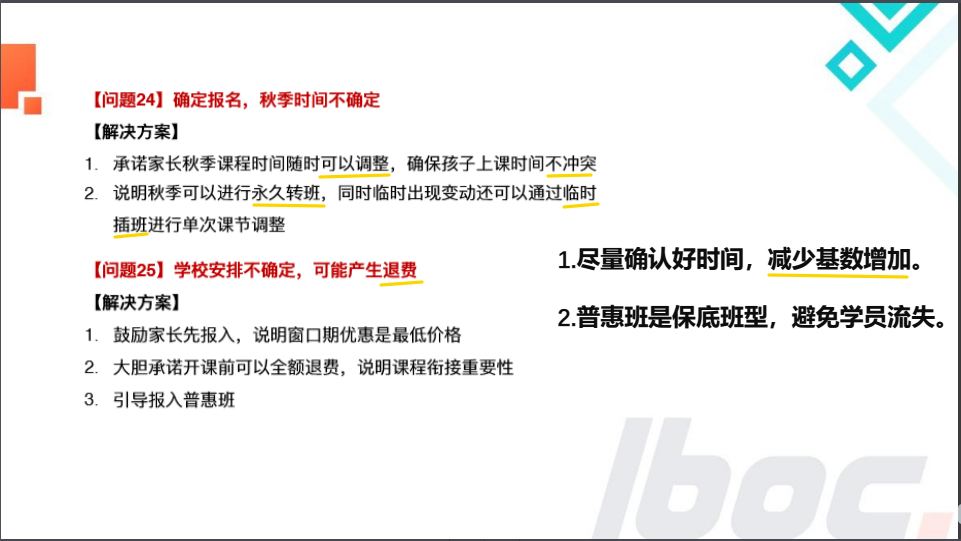 【问题24】确定报名，秋季时间不确定
【解决方案】
1. 承诺家长秋季课程时间随时可以调整，确保孩子上课时间不冲突
2. 说明秋季可以进行永久转班，同时临时出现变动还可以通过临时
插班进行单次课节调整
【问题25】学校安排不确定，可能产生退费
【解决方案】
1. 鼓励家长先报入，说明窗口期优惠是最低价格
2. 大胆承诺开课前可以全额退费，说明课程衔接重要性
3. 引导报入普惠班
1.尽量确认好时间，减少基数增加。
2.普惠班是保底班型，避免学员流失。
lboc